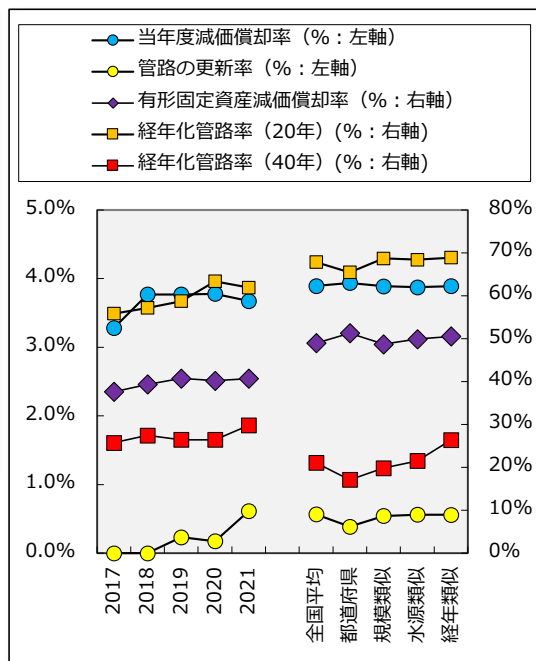 当年度減価償却率（%：左軸）
管路の更新率（%：左軸）
有形固定資産減価償却率（%：右軸）
経年化管路率（20年）(%：右軸)
経年化管路率（40年）(%：右軸)
5.0%
4.0%
3.0%
2.0%
1.0%
0.0%
80%
70%
60%
50%
40%
30%
20%
10%
0%
2017
2018
2019
2020
2021
全国平均
都道府県
規模類似
水源類似
経年類似